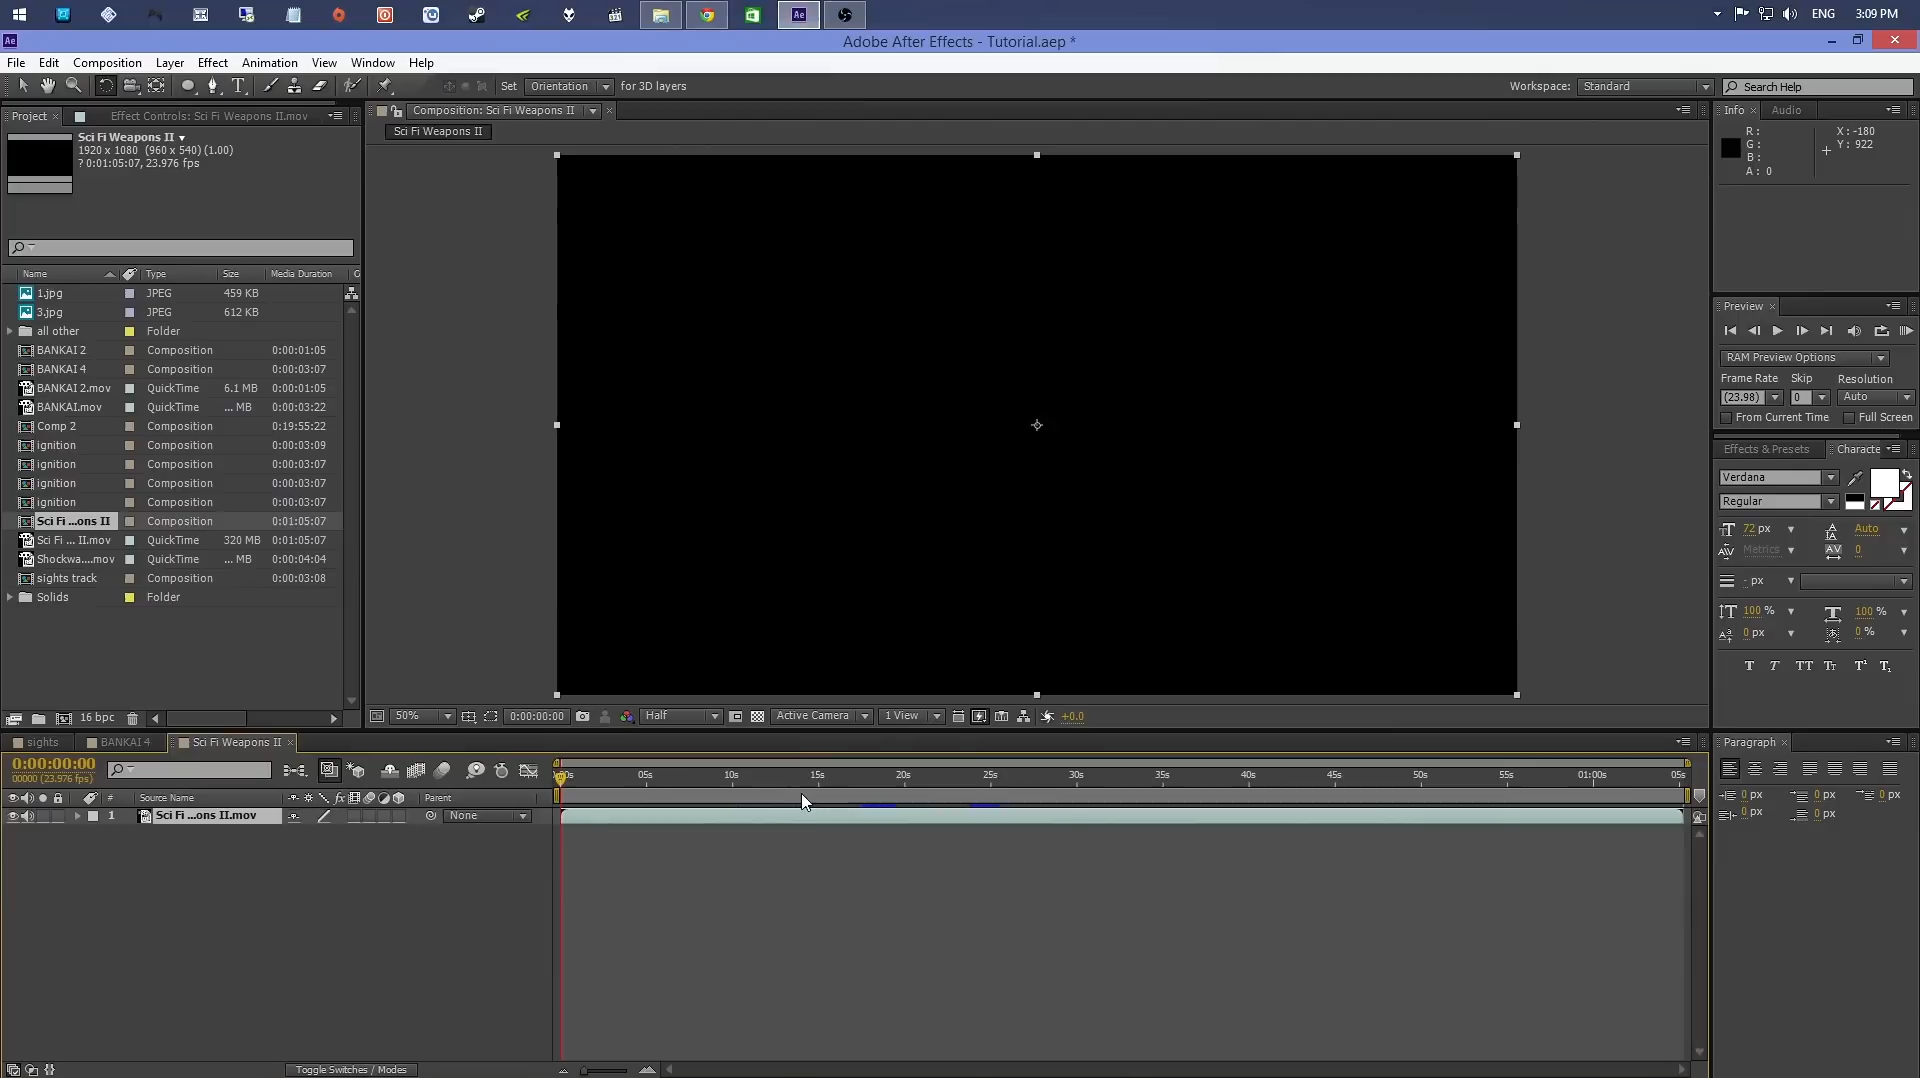 ENG
3:09 PM
Ae
Adobe After Effects - Tutorial.aep *
File Edit Composition Layer Effect Animation View Window Help
Set Orientation for 3D layers
Workspace: Standard
Search Help
Project
Effect Controls: Sci Fi Weapons II.mov
Composition: Sci Fi Weapons II
Info
Audio
Sci Fi Weapons II
1920 x 1080 (960 x 540) (1.00)
? 0:01:05:07, 23.976 fps
Sci Fi Weapons II
R:
G:
B:
A: 0
X: -180
Y: 922
Name Type Size Media Duration
1.jpg JPEG 459 KB
3.jpg JPEG 612 KB
all other Folder
BANKAI 2 Composition 0:00:01:05
BANKAI 4 Composition 0:00:03:07
BANKAI 2.mov QuickTime 6.1 MB 0:00:01:05
BANKAI.mov QuickTime ... MB 0:00:03:22
Comp 2 Composition 0:19:55:22
ignition Composition 0:00:03:09
ignition Composition 0:00:03:07
ignition Composition 0:00:03:07
ignition Composition 0:00:03:07
Sci Fi ...ons II Composition 0:01:05:07
Sci Fi ... II.mov QuickTime 320 MB 0:01:05:07
Shockwa....mov QuickTime ... MB 0:00:04:04
sights track Composition 0:00:03:08
Solids Folder
Preview
RAM Preview Options
Frame Rate Skip Resolution
(23.98) 0 Auto
From Current Time Full Screen
Effects & Presets
Characte
Verdana
Regular
72 px Auto
Metrics 0
- px
100 % 100 %
0 px 0 %
T T TT Tt T¹ T₁
16 bpc
50% 0:00:00:00 Half Active Camera 1 View +0.0
sights
BANKAI 4
Sci Fi Weapons II
Paragraph
0:00:00:00
00000 (23.976 fps)
05s 10s 15s 20s 25s 30s 35s 40s 45s 50s 55s 01:00s 05s
# Source Name Parent
1 Sci Fi ...ons II.mov None
0 px 0 px 0 px
0 px 0 px
Toggle Switches / Modes